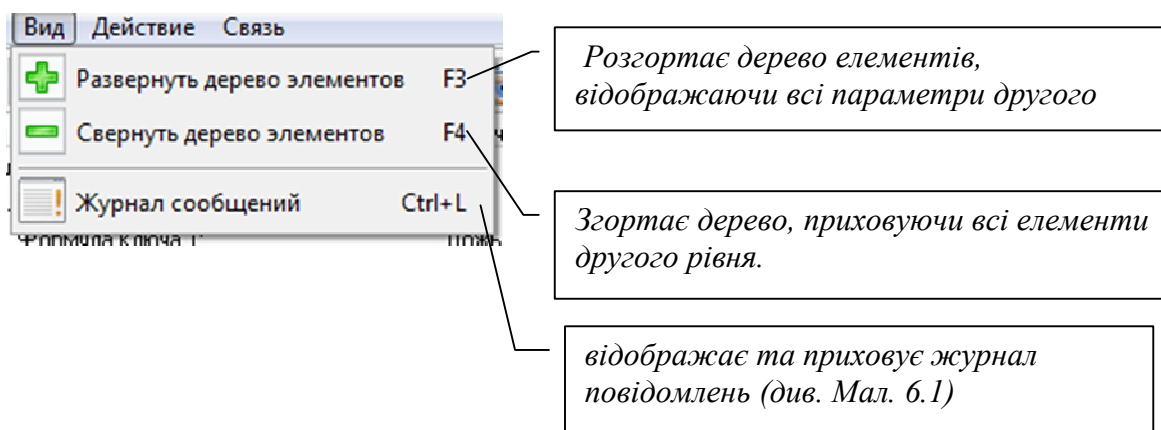 Вид Действие Связь
Развернуть дерево элементов F3
Свернуть дерево элементов F4
Журнал сообщений Ctrl+L
Розгортає дерево елементів,
відображаючи всі параметри другого
Згортає дерево, приховуючи всі елементи
другого рівня.
відображає та приховує журнал
повідомлень (див. Мал. 6.1)